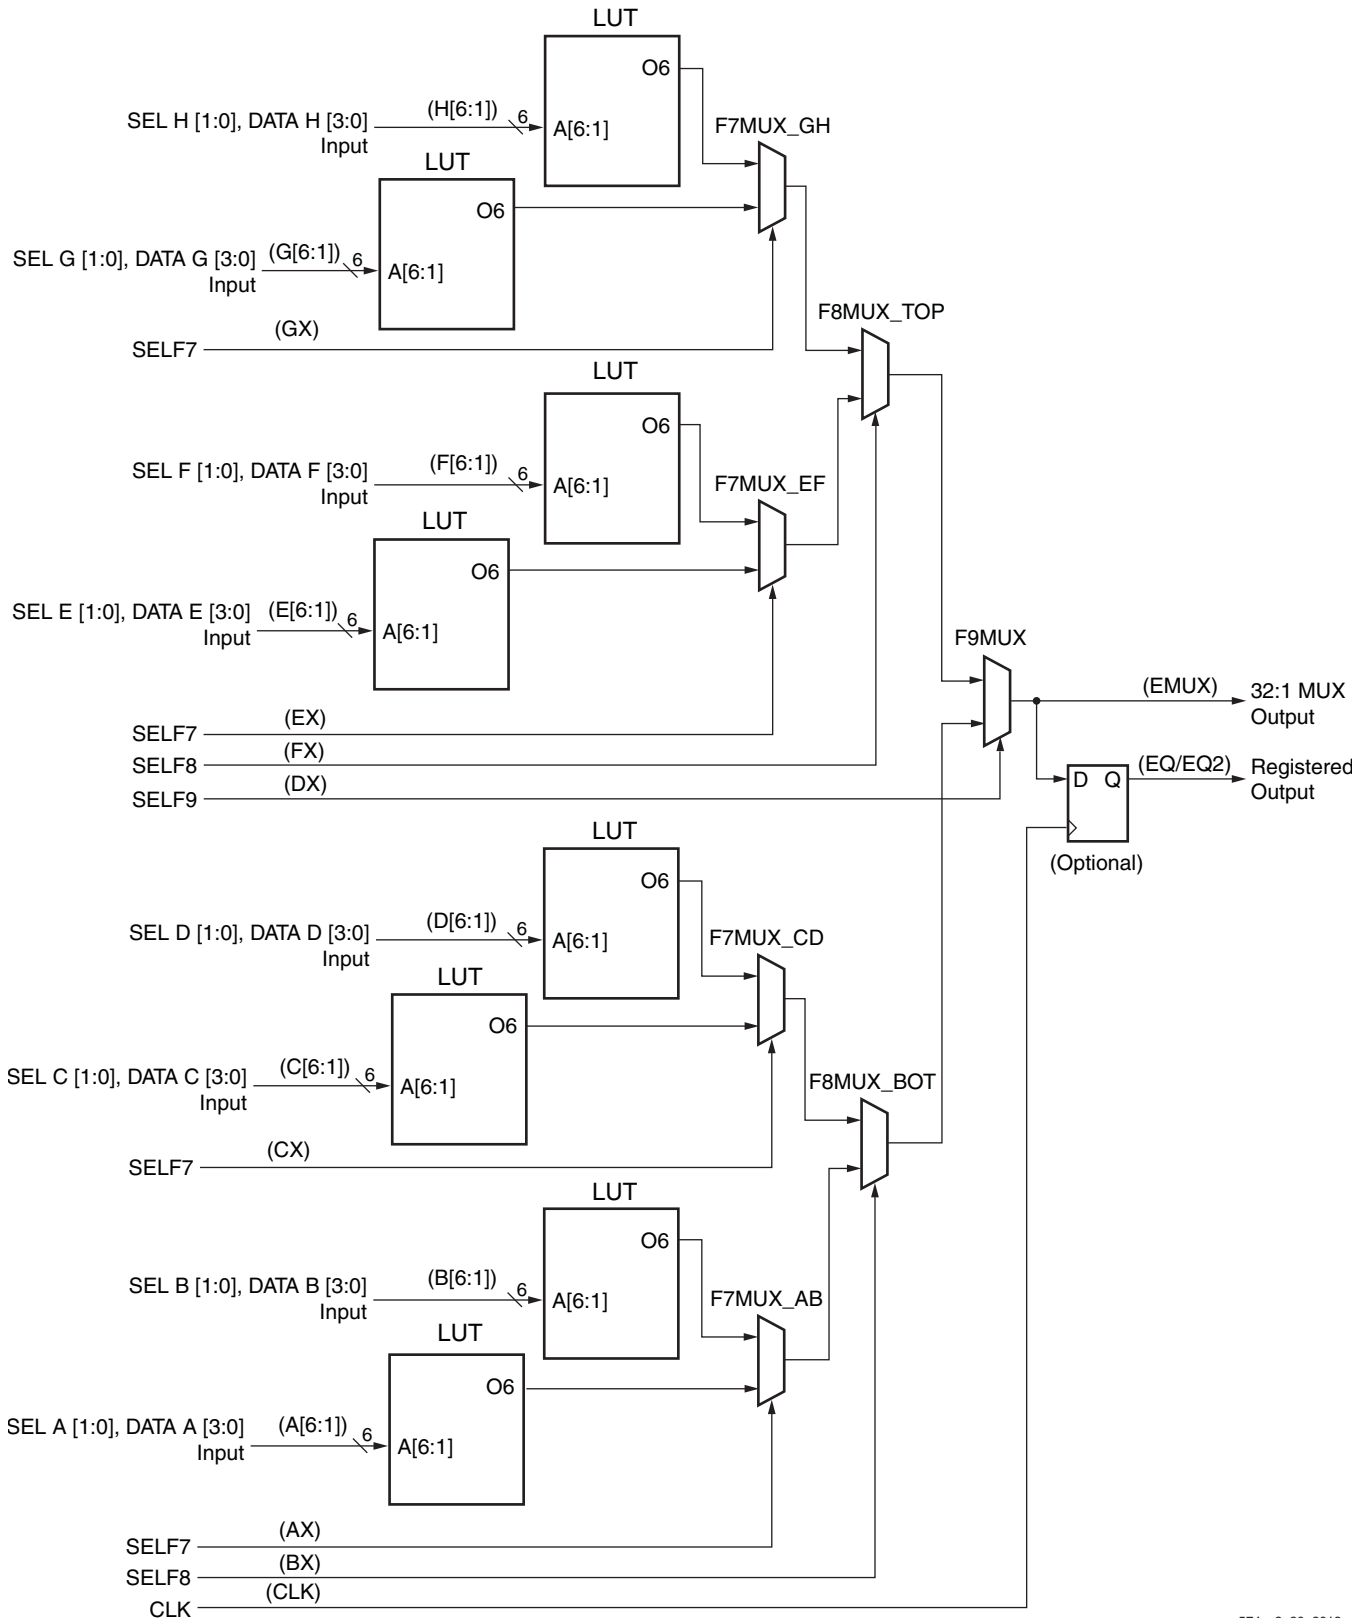 LUT
O6
A[6:1]
SEL H [1:0], DATA H [3:0]
Input
(H[6:1])
6
F7MUX_GH
LUT
O6
A[6:1]
SEL G [1:0], DATA G [3:0]
Input
(G[6:1])
6
SELF7
(GX)
F8MUX_TOP
LUT
O6
A[6:1]
SEL F [1:0], DATA F [3:0]
Input
(F[6:1])
6
F7MUX_EF
LUT
O6
A[6:1]
SEL E [1:0], DATA E [3:0]
Input
(E[6:1])
6
F9MUX
(EMUX)
32:1 MUX
Output
SELF7
(EX)
SELF8
(FX)
SELF9
(DX)
D Q
(EQ/EQ2)
Registered
Output
(Optional)
LUT
O6
A[6:1]
SEL D [1:0], DATA D [3:0]
Input
(D[6:1])
6
F7MUX_CD
LUT
O6
A[6:1]
SEL C [1:0], DATA C [3:0]
Input
(C[6:1])
6
F8MUX_BOT
SELF7
(CX)
LUT
O6
A[6:1]
SEL B [1:0], DATA B [3:0]
Input
(B[6:1])
6
F7MUX_AB
LUT
O6
A[6:1]
SEL A [1:0], DATA A [3:0]
Input
(A[6:1])
6
SELF7
(AX)
SELF8
(BX)
CLK
(CLK)